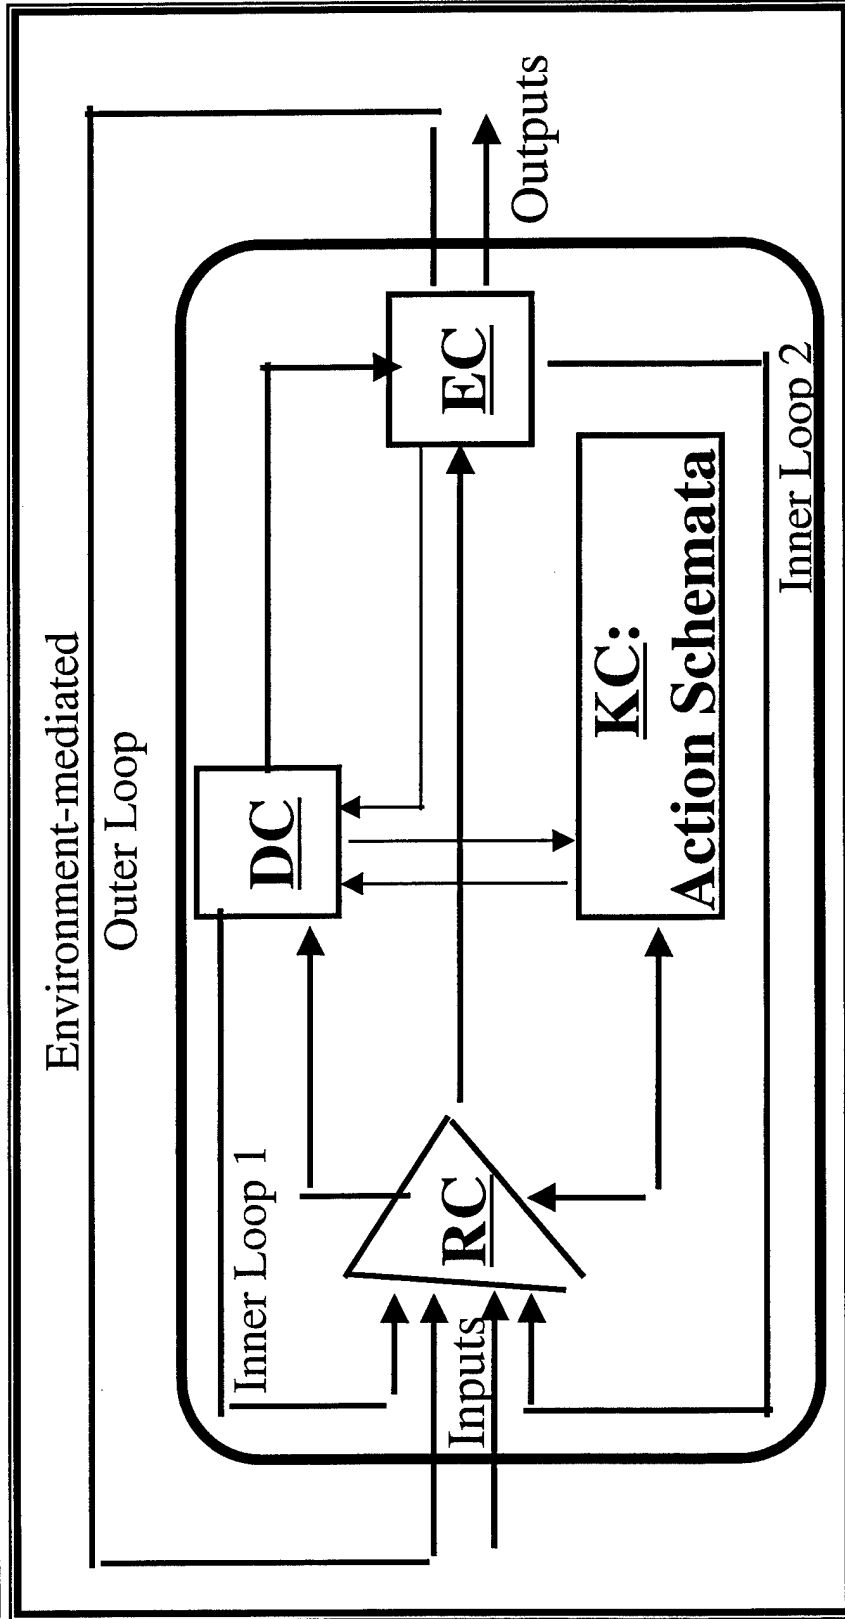 Environment-mediated
Outer Loop
Inner Loop 1
DC
EC
Outputs
RC
Inputs
KC:
Action Schemata
Inner Loop 2